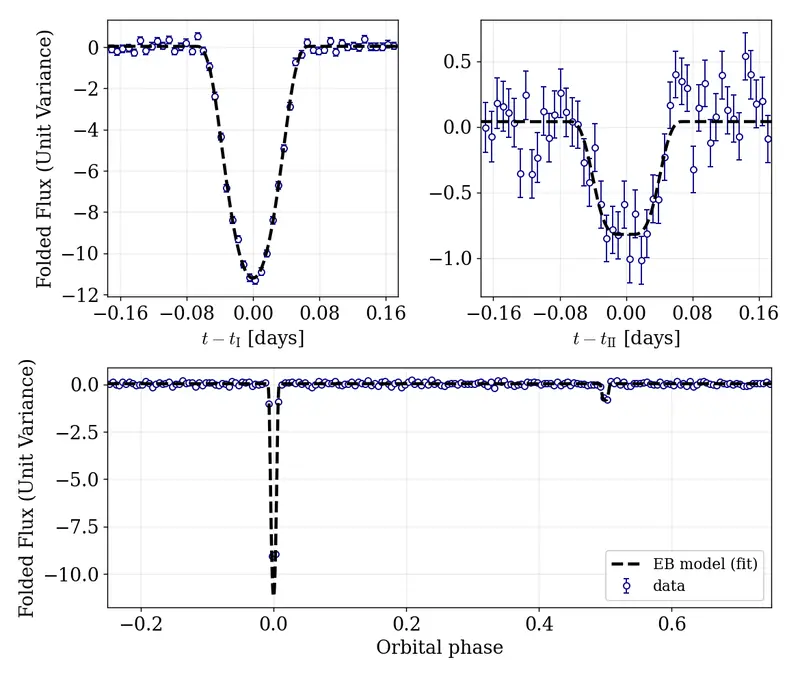 Folded Flux (Unit Variance)
0
−2
−4
−6
−8
−10
−12
−0.16 −0.08 0.00 0.08 0.16
t − tI [days]
0.5
0.0
−0.5
−1.0
−0.16 −0.08 0.00 0.08 0.16
t − tII [days]
Folded Flux (Unit Variance)
0.0
−2.5
−5.0
−7.5
−10.0
−0.2 0.0 0.2 0.4 0.6
Orbital phase
EB model (fit)
data